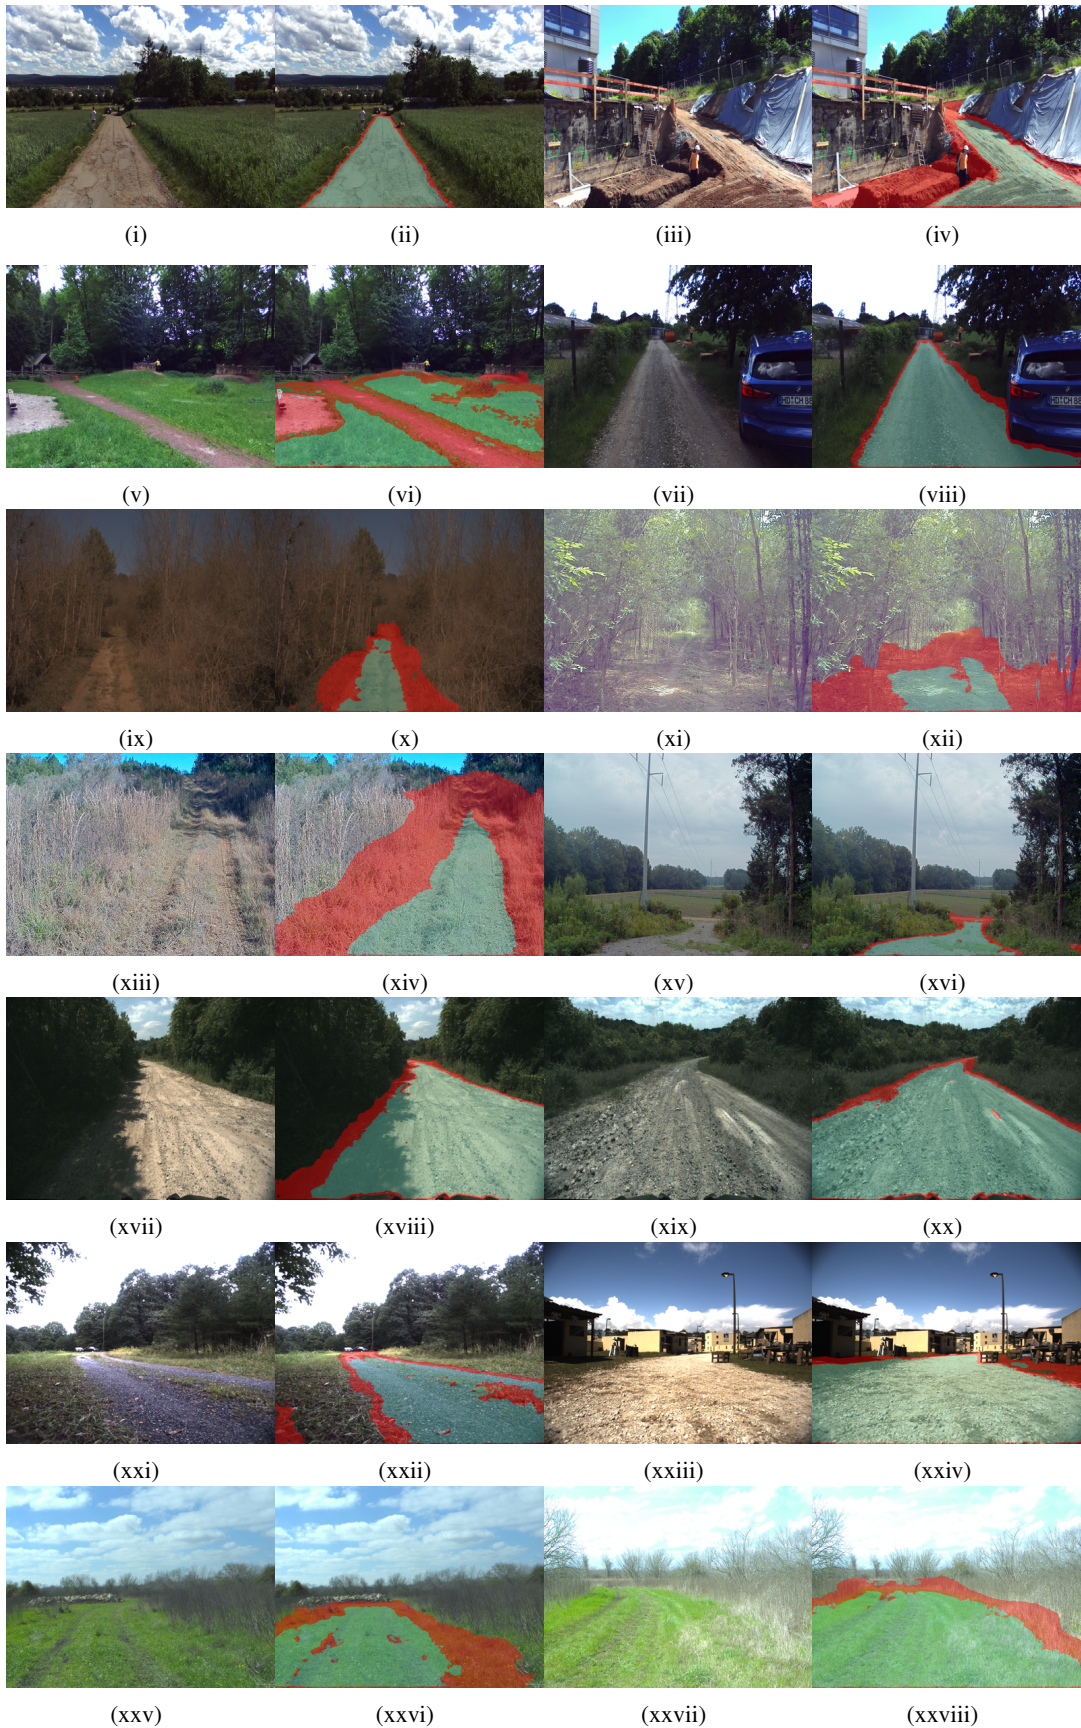 (i) (ii) (iii) (iv)
(v) (vi) (vii) (viii)
(ix) (x) (xi) (xii)
(xiii) (xiv) (xv) (xvi)
(xvii) (xviii) (xix) (xx)
(xxi) (xxii) (xxiii) (xxiv)
(xxv) (xxvi) (xxvii) (xxviii)